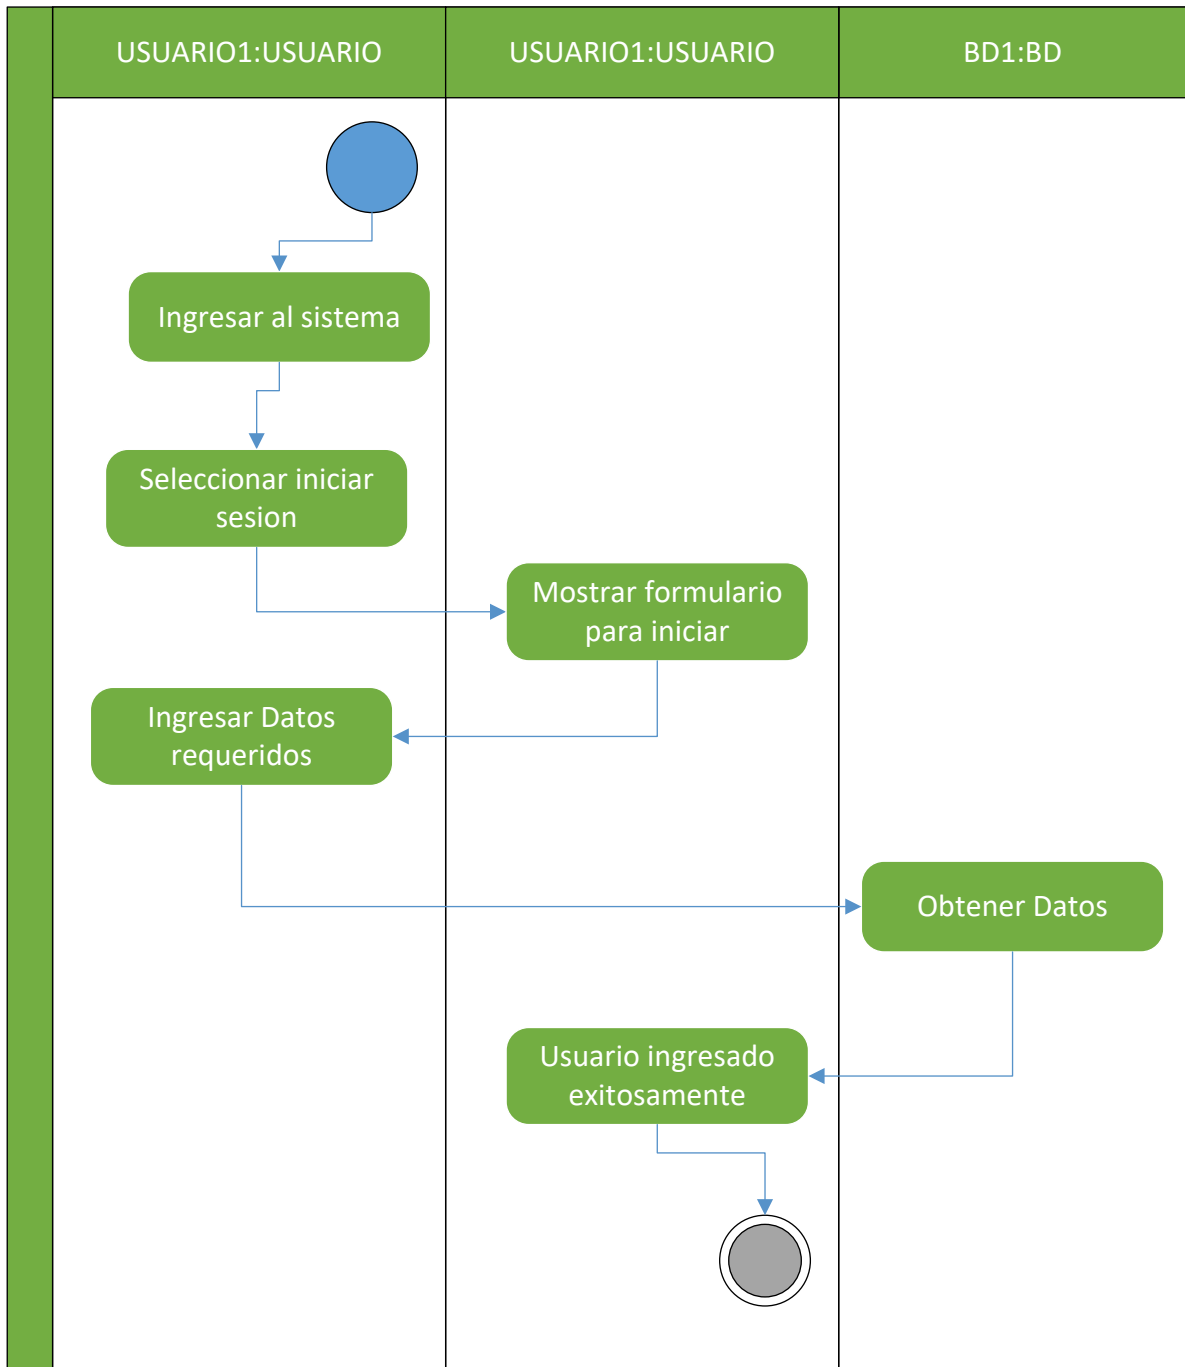 USUARIO1:USUARIO
USUARIO1:USUARIO
BD1:BD
Ingresar al sistema
Seleccionar iniciar
sesion
Mostrar formulario
para iniciar
Ingresar Datos
requeridos
Obtener Datos
Usuario ingresado
exitosamente